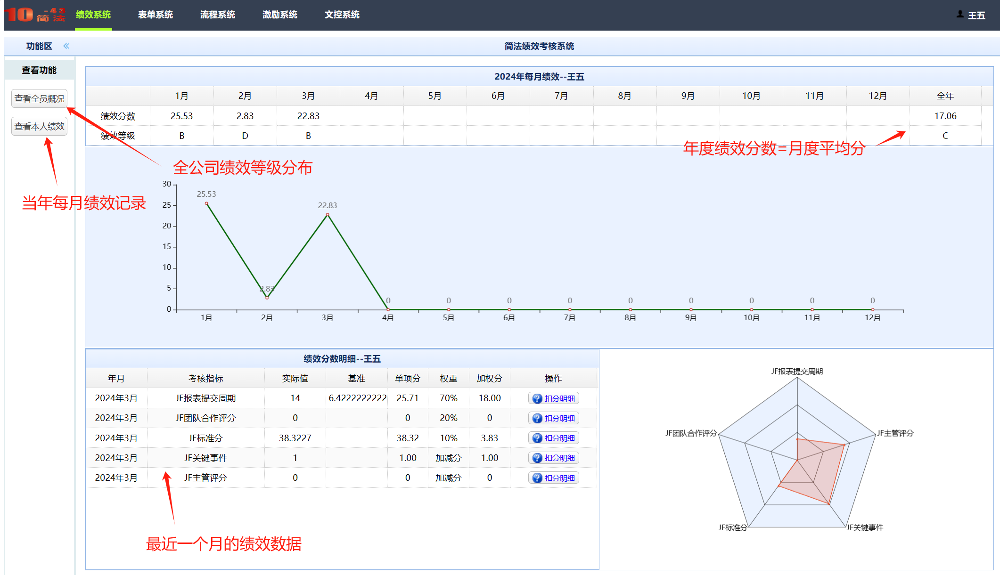 10 -43 简法
绩效系统 表单系统 流程系统 激励系统 文控系统 王五
功能区 « 简法绩效考核系统
查看功能
查看全员概况
查看本人绩效
2024年每月绩效--王五
1月 2月 3月 4月 5月 6月 7月 8月 9月 10月 11月 12月 全年
绩效分数 25.53 2.83 22.83 17.06
绩效等级 B D B C
年度绩效分数=月度平均分
全公司绩效等级分布
当年每月绩效记录
30
25
20
15
10
5
0
25.53 2.83 22.83 0 0 0 0 0 0 0 0 0
1月 2月 3月 4月 5月 6月 7月 8月 9月 10月 11月 12月
绩效分数明细--王五
年月 考核指标 实际值 基准 单项分 权重 加权分 操作
2024年3月 JF报表提交周期 14 6.4222222222 25.71 70% 18.00 扣分明细
2024年3月 JF团队合作评分 0 0 20% 0 扣分明细
2024年3月 JF标准分 38.3227 38.32 10% 3.83 扣分明细
2024年3月 JF关键事件 1 1.00 加减分 1.00 扣分明细
2024年3月 JF主管评分 0 0 加减分 0 扣分明细
最近一个月的绩效数据
JF报表提交周期
JF团队合作评分 JF主管评分
JF标准分 JF关键事件